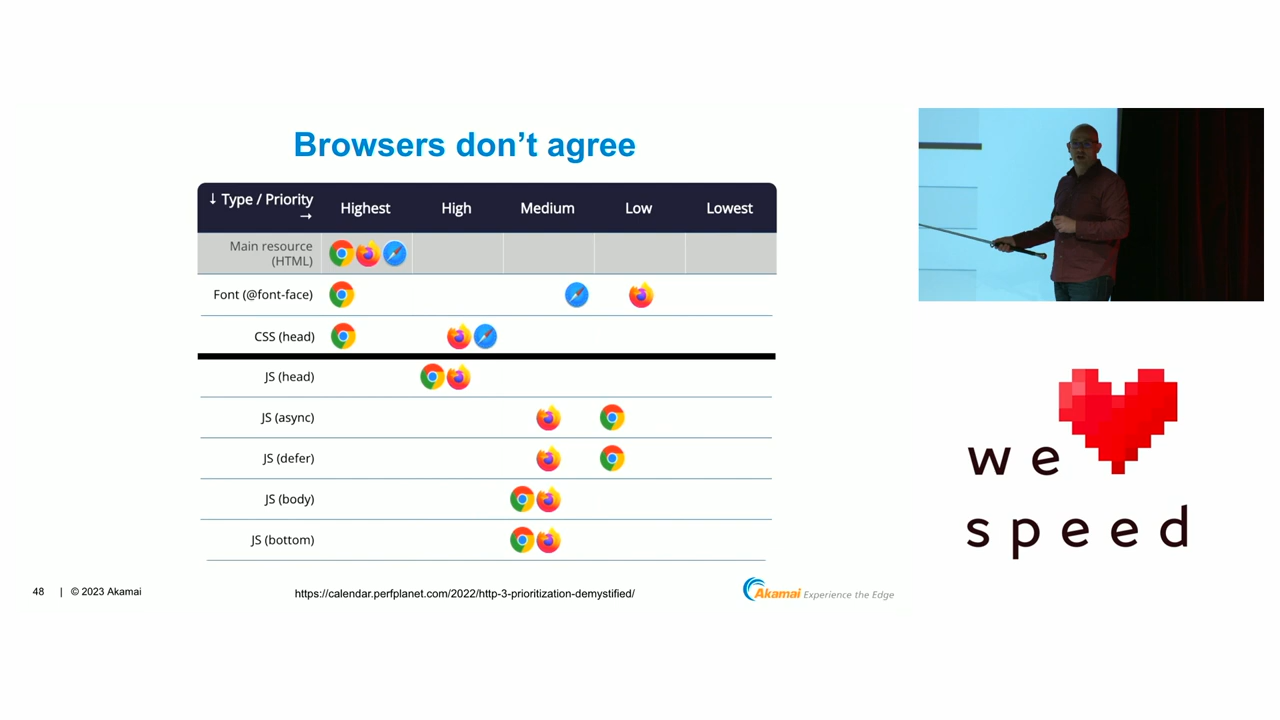 Browsers don't agree
↓ Type / Priority
→
Highest
High
Medium
Low
Lowest
Main resource
(HTML)
Font (@font-face)
CSS (head)
JS (head)
JS (async)
JS (defer)
JS (body)
JS (bottom)
we
speed
48 | © 2023 Akamai
https://calendar.perfplanet.com/2022/http-3-prioritization-demystified/
Akamai Experience the Edge